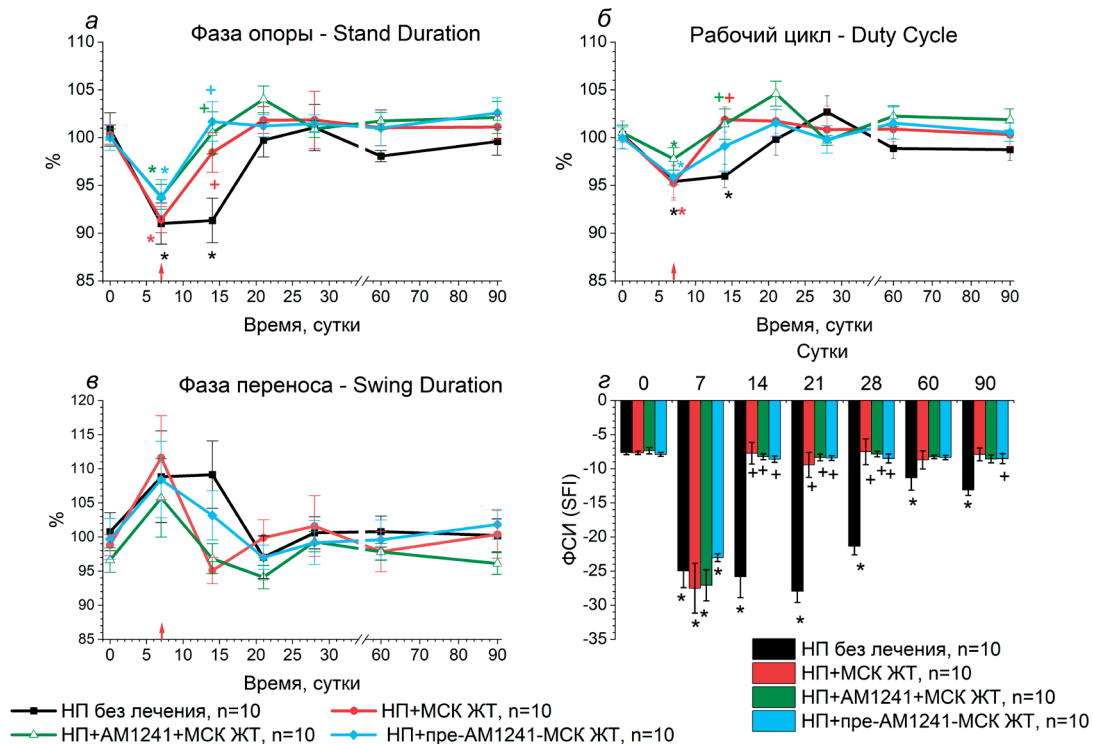 а
Фаза опоры - Stand Duration
110
105
100
95
90
85
%
* *
*
*
*
+
+
+
0 5 10 15 20 25 30 60 70 80 90
Время, сутки
б
Рабочий цикл - Duty Cycle
110
105
100
95
90
85
%
*
*
* *
*
+ +
0 5 10 15 20 25 30 60 70 80 90
Время, сутки
в
Фаза переноса - Swing Duration
120
115
110
105
100
95
90
85
%
0 5 10 15 20 25 30 60 70 80 90
Время, сутки
г
Сутки
0 7 14 21 28 60 90
0
-5
-10
-15
-20
-25
-30
-35
ФСИ (SFI)
* * * *
* + + +
* + + +
* + + +
*
* +
НП без лечения, n=10
НП+МСК ЖТ, n=10
НП+АМ1241+МСК ЖТ, n=10
НП+пре-АМ1241-МСК ЖТ, n=10
НП без лечения, n=10
НП+МСК ЖТ, n=10
НП+АМ1241+МСК ЖТ, n=10
НП+пре-АМ1241-МСК ЖТ, n=10